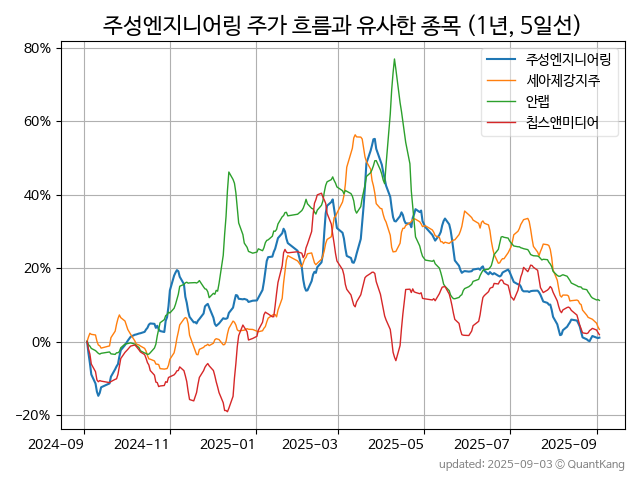 주성엔지니어링 주가 흐름과 유사한 종목 (1년, 5일선)
주성엔지니어링
세아제강지주
안랩
칩스앤미디어
80%
60%
40%
20%
0%
−20%
2024-09 2024-11 2025-01 2025-03 2025-05 2025-07 2025-09
updated: 2025-09-03 © QuantKang